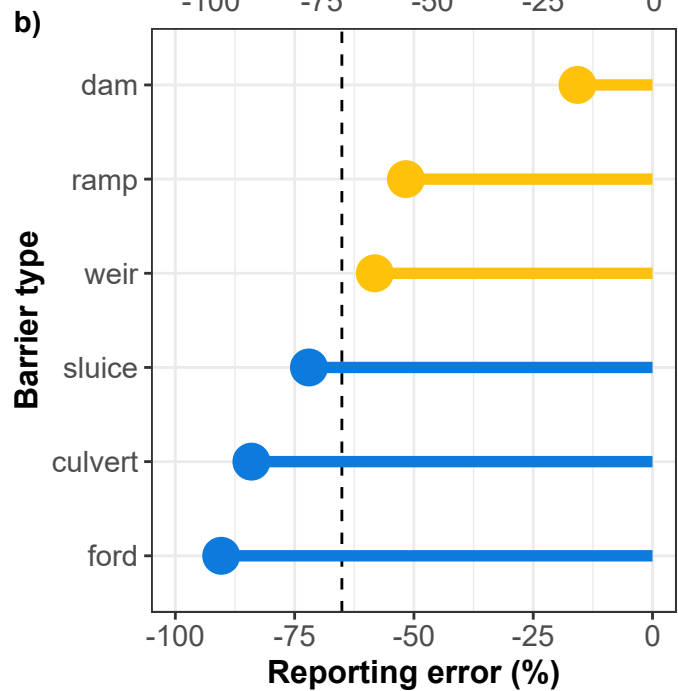 -100 -75 -50 -25 0
b)
dam
ramp
weir
sluice
culvert
ford
Barrier type
-100 -75 -50 -25 0
Reporting error (%)